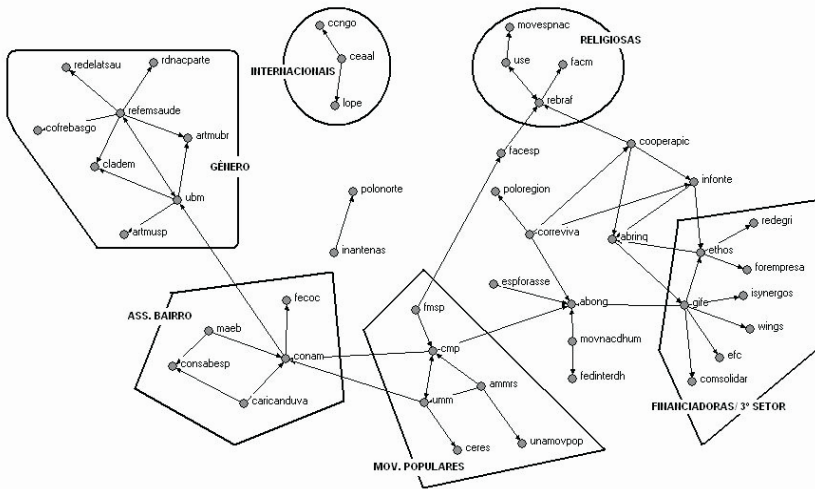 ccngo
movespnac
RELIGIOSAS
redelatsau
rdnacparte
INTERNACIONAIS
ceaal
use
facm
lope
rebraf
refemsaude
cofrebasgo
artmubr
cooperapic
cladem
GÊNERO
facesp
infonte
ubm
polonorte
poloregion
artmusp
correviva
abrinq
redegri
inantenas
ethos
forempresa
espforasse
fecoc
abong
gife
isynergos
ASS. BAIRRO
fmsp
maeb
wings
movnacdhum
cmp
conam
efc
consabesp
fedinterdh
comsolidar
ammrs
caricanduva
umm
FINANCIADORAS/ 3º SETOR
ceres
unamovpop
MOV. POPULARES